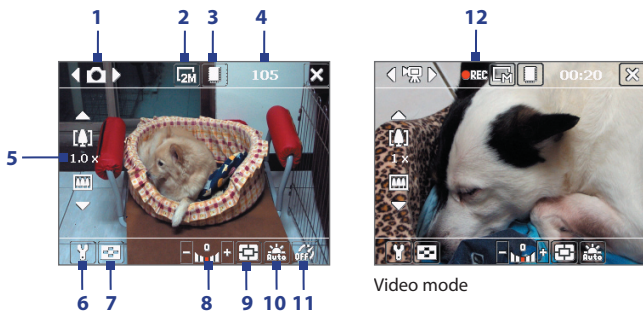 1 2 3 4 12
2M 105
REC M 00:20
5
1.0 x
1 x
- 0 +
Auto
OFF
- 0 +
Auto
6 7 8 9 10 11
Video mode